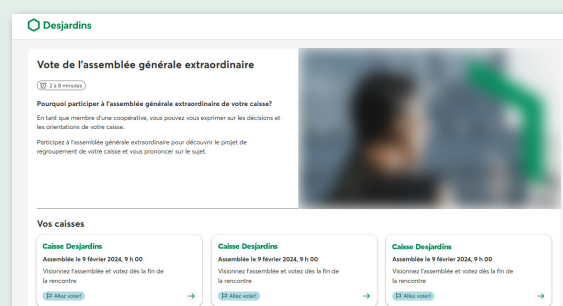 Desjardins
Vote de l'assemblée générale extraordinaire
2 à 8 minutes
Pourquoi participer à l'assemblée générale extraordinaire de votre caisse?
En tant que membre d'une coopérative, vous pouvez vous exprimer sur les décisions et
les orientations de votre caisse.
Participez à l'assemblée générale extraordinaire pour découvrir le projet de
regroupement de votre caisse et vous prononcer sur le sujet.
Vos caisses
Caisse Desjardins
Assemblée le 9 février 2024, 9 h 00
Visionnez l'assemblée et votez dès la fin de
la rencontre
Allez voter!
Caisse Desjardins
Assemblée le 9 février 2024, 9 h 00
Visionnez l'assemblée et votez dès la fin de
la rencontre
Allez voter!
Caisse Desjardins
Assemblée le 9 février 2024, 9 h 00
Visionnez l'assemblée et votez dès la fin de
la rencontre
Allez voter!